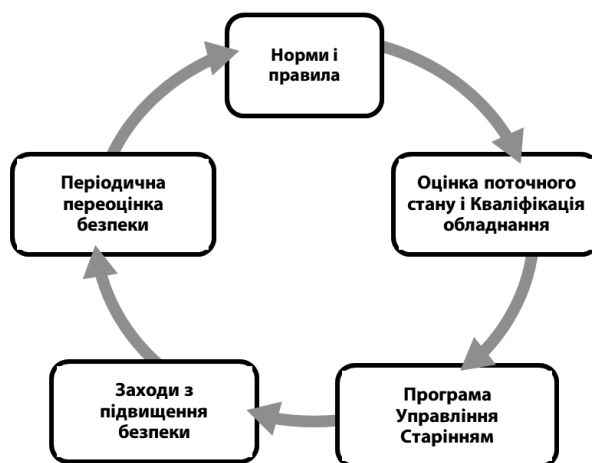 Норми і
правила
Оцінка поточного
стану і Кваліфікація
обладнання
Програма
Управління
Старінням
Заходи з
підвищення
безпеки
Періодична
переоцінка
безпеки